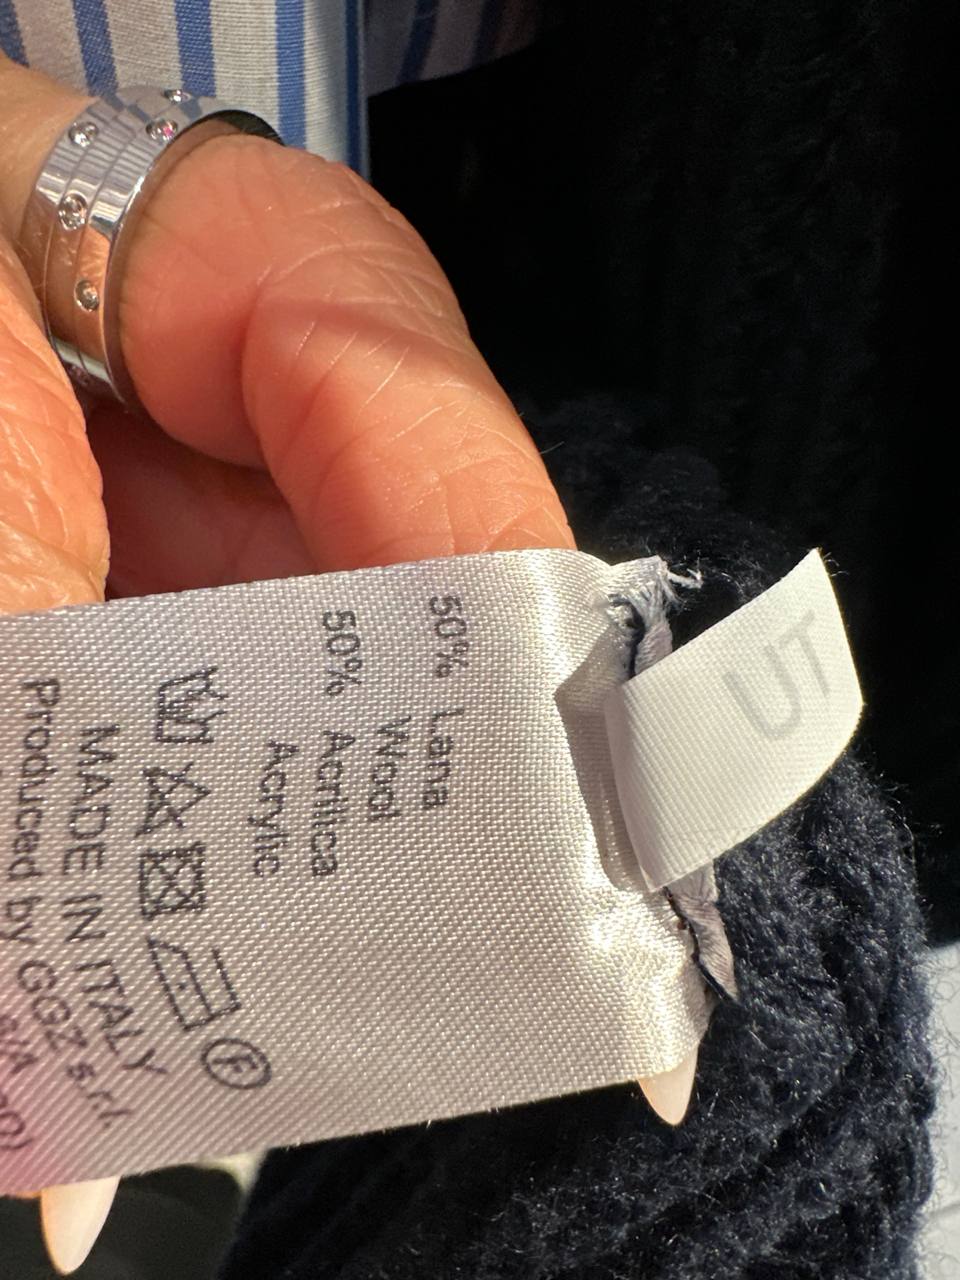 50% Lana
Wool
50% Acrilica
Acrylic
F
MADE IN ITALY
Produced by GGZ s.r.l.
UT